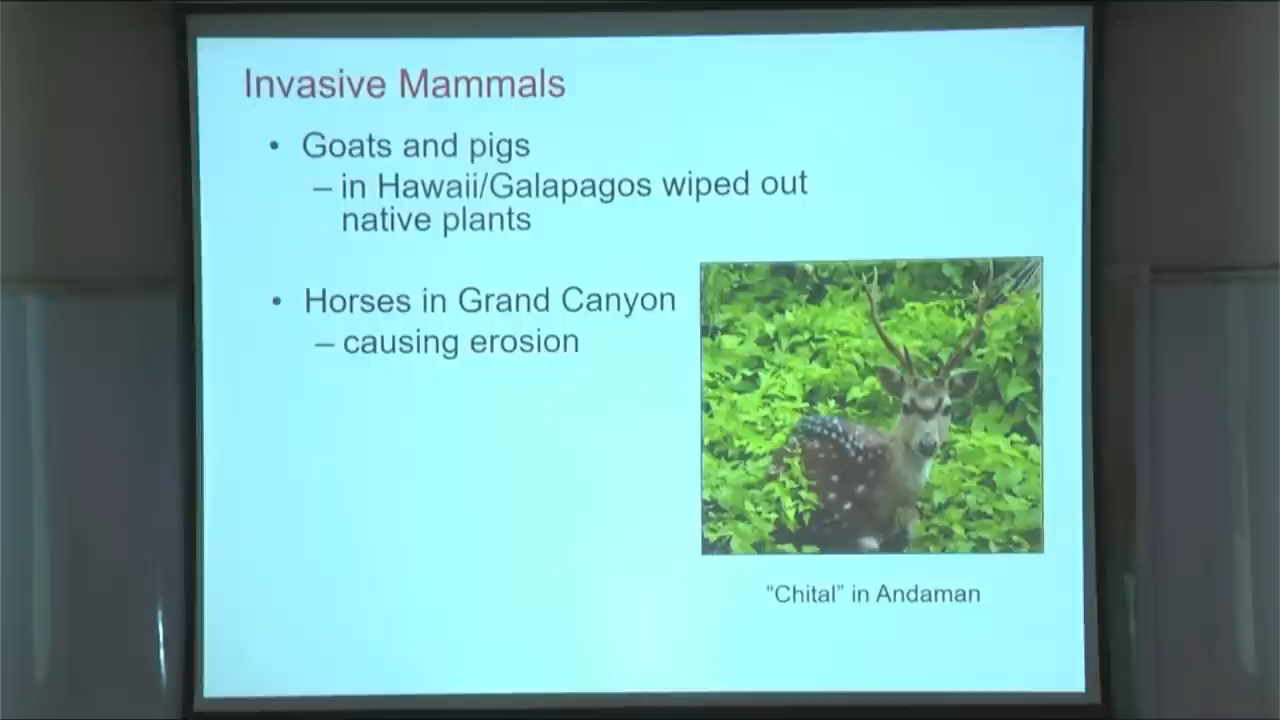 Invasive Mammals
• Goats and pigs
– in Hawaii/Galapagos wiped out
native plants
• Horses in Grand Canyon
– causing erosion
“Chital” in Andaman